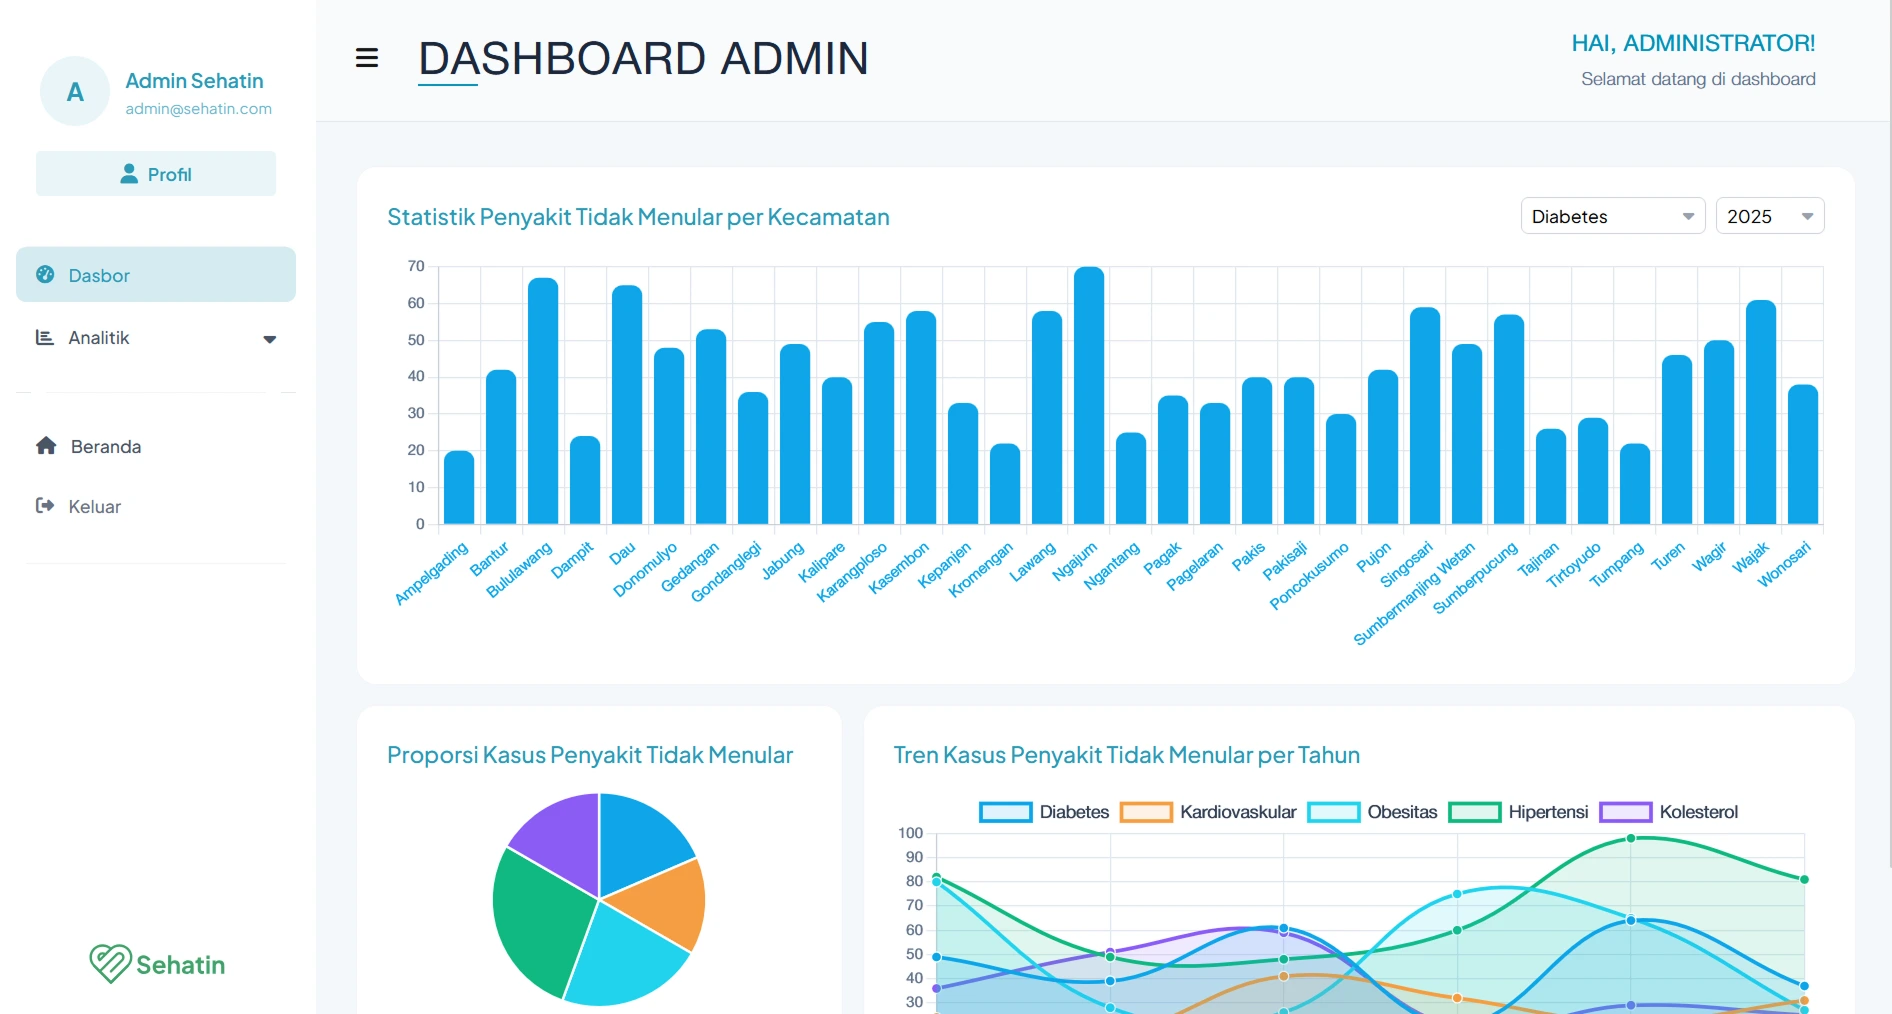 A
Admin Sehatin
admin@sehatin.com
Profil
Dasbor
Analitik
Beranda
Keluar
Sehatin
DASHBOARD ADMIN
HAI, ADMINISTRATOR!
Selamat datang di dashboard
Statistik Penyakit Tidak Menular per Kecamatan
Diabetes
2025
70
60
50
40
30
20
10
0
Ampelgading
Bantur
Bululawang
Dampit
Dau
Donomulyo
Gedangan
Gondanglegi
Jabung
Kalipare
Karangploso
Kasembon
Kepanjen
Kromengan
Lawang
Ngajum
Ngantang
Pagak
Pagelaran
Pakis
Pakisaji
Poncokusumo
Pujon
Singosari
Sumbermanjing Wetan
Sumberpucung
Tajinan
Tirtoyudo
Tumpang
Turen
Wagir
Wajak
Wonosari
Proporsi Kasus Penyakit Tidak Menular
Tren Kasus Penyakit Tidak Menular per Tahun
Diabetes
Kardiovaskular
Obesitas
Hipertensi
Kolesterol
100
90
80
70
60
50
40
30